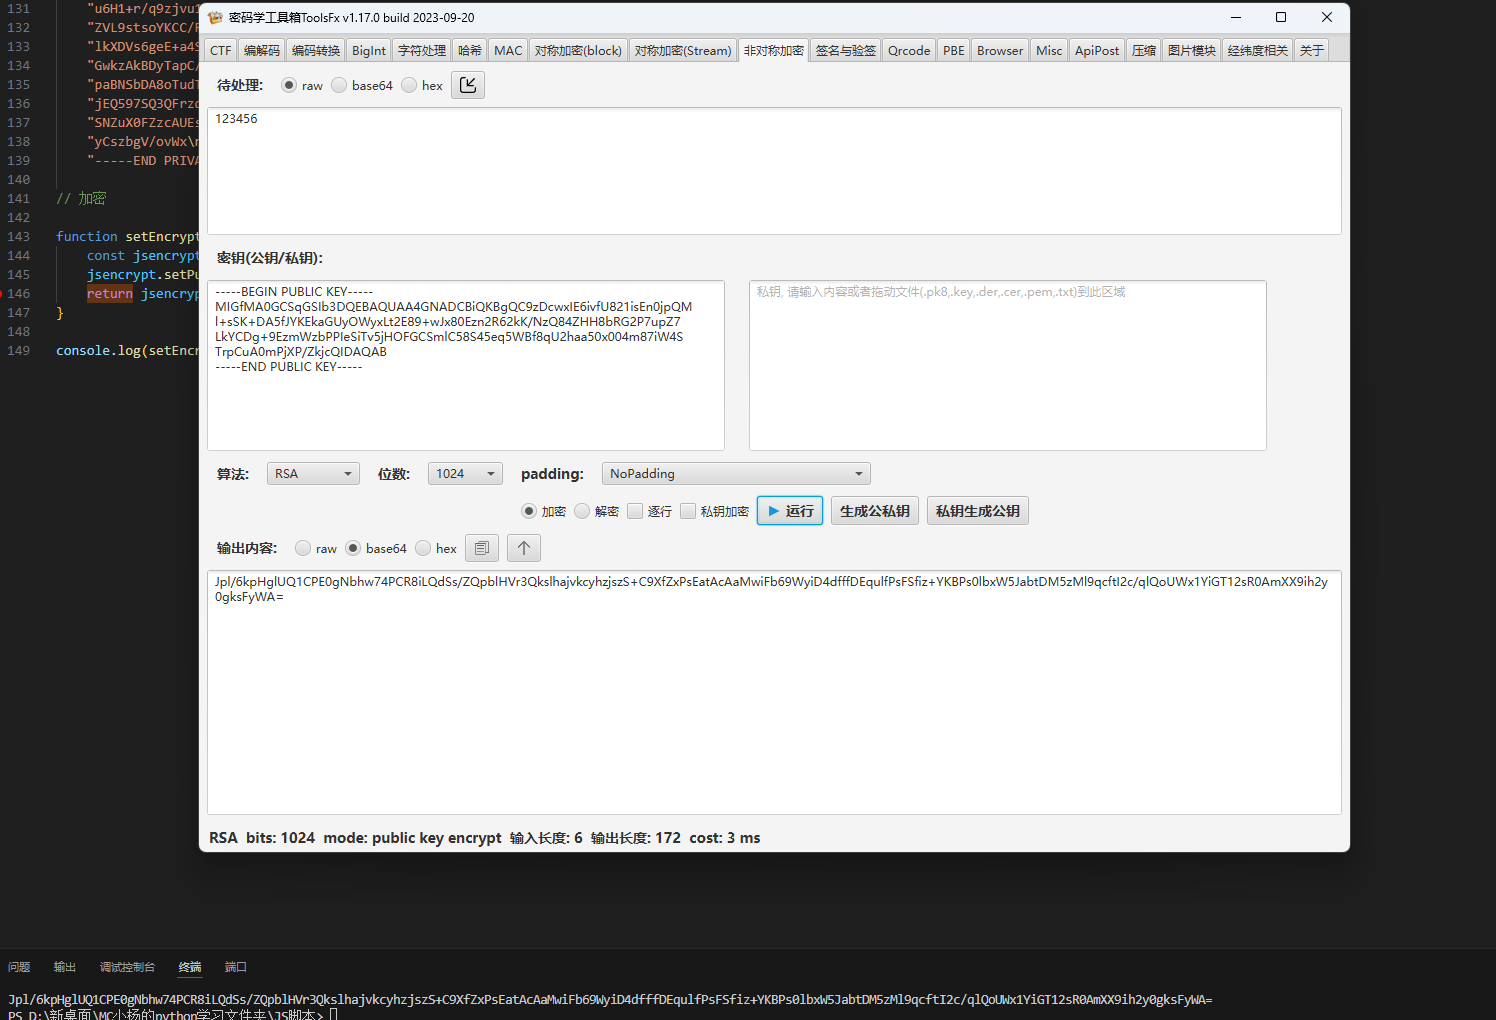 密码学工具箱ToolsFx v1.17.0 build 2023-09-20
CTF 编解码 编码转换 BigInt 字符处理 哈希 MAC 对称加密(block) 对称加密(Stream) 非对称加密 签名与验签 Qrcode PBE Browser Misc ApiPost 压缩 图片模块 经纬度相关 关于
待处理: raw base64 hex
123456
密钥(公钥/私钥):
-----BEGIN PUBLIC KEY-----
MIGfMA0GCSqGSIb3DQEBAQUAA4GNADCBiQKBgQC9zDcwxIE6ivfU821isEn0jpQM
l+sSK+DA5fJYKEkaGUyOWyxLt2E89+wJx80Ezn2R62kK/NzQ84ZHH8bRG2P7upZ7
LkYCDg+9EzmWzbPPIeSiTv5jHOFGCSmlC58S45eq5WBf8qU2haa50x004m87iW4S
TrpCuA0mPjXP/ZkjcQIDAQAB
-----END PUBLIC KEY-----
私钥, 请输入内容或者拖动文件(.pk8,.key,.der,.cer,.pem,.txt)到此区域
算法: RSA 位数: 1024 padding: NoPadding
加密 解密 逐行 私钥加密 运行 生成公私钥 私钥生成公钥
输出内容: raw base64 hex
Jpl/6kpHglUQ1CPE0gNbhw74PCR8iLQdSs/ZQpblHVr3QkslhajvkcyhzjszS+C9XfZxPsEatAcAaMwiFb69WyiD4dfffDEqulfPsFSfiz+YKBPs0lbxW5JabtDM5zMl9qcftI2c/qlQoUWx1YiGT12sR0AmXX9ih2y
0gksFyWA=
RSA bits: 1024 mode: public key encrypt 输入长度: 6 输出长度: 172 cost: 3 ms
131 "u6H1+r/q9zjvu1
132 "ZVL9stsoYKCC/
133 "lkXDVs6geE+a4S
134 "GwkzAkBDyTapC/
135 "paBNSbDA8oTud
136 "jEQ597SQ3QFrz
137 "SNZuX0FZzcAUEs
138 "yCszbgV/ovWx\
139 "-----END PRIVA
140
141 // 加密
142
143 function setEncrypt
144 const jsencrypt
145 jsencrypt.setPu
146 return jsencryp
147 }
148
149 console.log(setEncr
问题 输出 调试控制台 终端 端口
Jpl/6kpHglUQ1CPE0gNbhw74PCR8iLQdSs/ZQpblHVr3QkslhajvkcyhzjszS+C9XfZxPsEatAcAaMwiFb69WyiD4dfffDEqulfPsFSfiz+YKBPs0lbxW5JabtDM5zMl9qcftI2c/qlQoUWx1YiGT12sR0AmXX9ih2y0gksFyWA=
PS D:\新桌面\MC小杨的python学习文件夹\JS脚本>